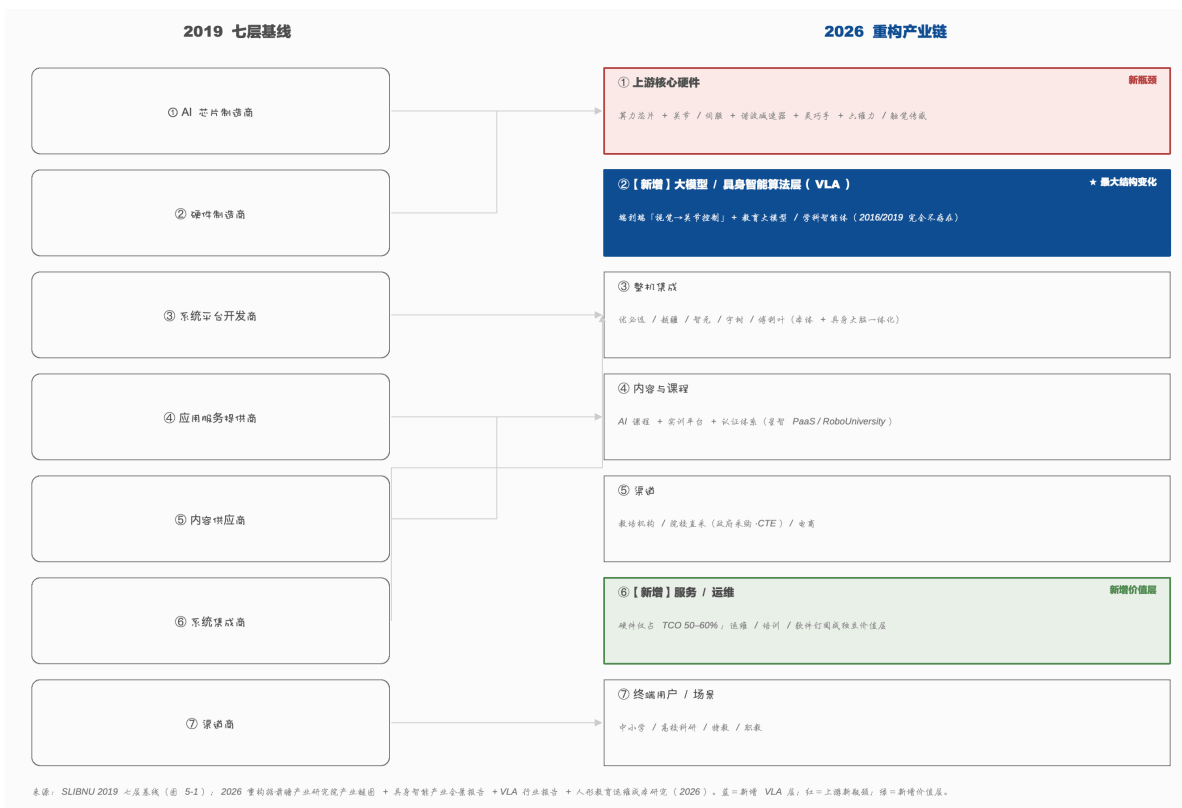 2019 七层基线
2026 重构产业链
① AI 芯片制造商
② 硬件制造商
③ 系统平台开发商
④ 应用服务提供商
⑤ 内容供应商
⑥ 系统集成商
⑦ 渠道商
① 上游核心硬件
新瓶颈
算力芯片 + 关节 / 伺服 + 谐波减速器 + 灵巧手 + 六维力 / 触觉传感
②【新增】大模型 / 具身智能算法层（ VLA ）
★ 最大结构变化
端到端「视觉→关节控制」+ 教育大模型 / 学科智能体（ 2016/2019 完全不存在）
③ 整机集成
优必选 / 越疆 / 智元 / 宇树 / 傅利叶（本体 + 具身大脑一体化）
④ 内容与课程
AI 课程 + 实训平台 + 认证体系（星智 PaaS / RoboUniversity ）
⑤ 渠道
教培机构 / 院校直采（政府采购 ·CTE ）/ 电商
⑥【新增】服务 / 运维
新增价值层
硬件仅占 TCO 50–60%；运维 / 培训 / 软件订阅成独立价值层
⑦ 终端用户 / 场景
中小学 / 高校科研 / 特教 / 职教
来源：SLIBNU 2019 七层基线（图 5-1 ）；2026 重构据前瞻产业研究院产业链图 + 具身智能产业全景报告 +VLA 行业报告 + 人形教育运维成本研究（ 2026 ）。蓝＝新增 VLA 层；红＝上游新瓶颈；绿＝新增价值层。